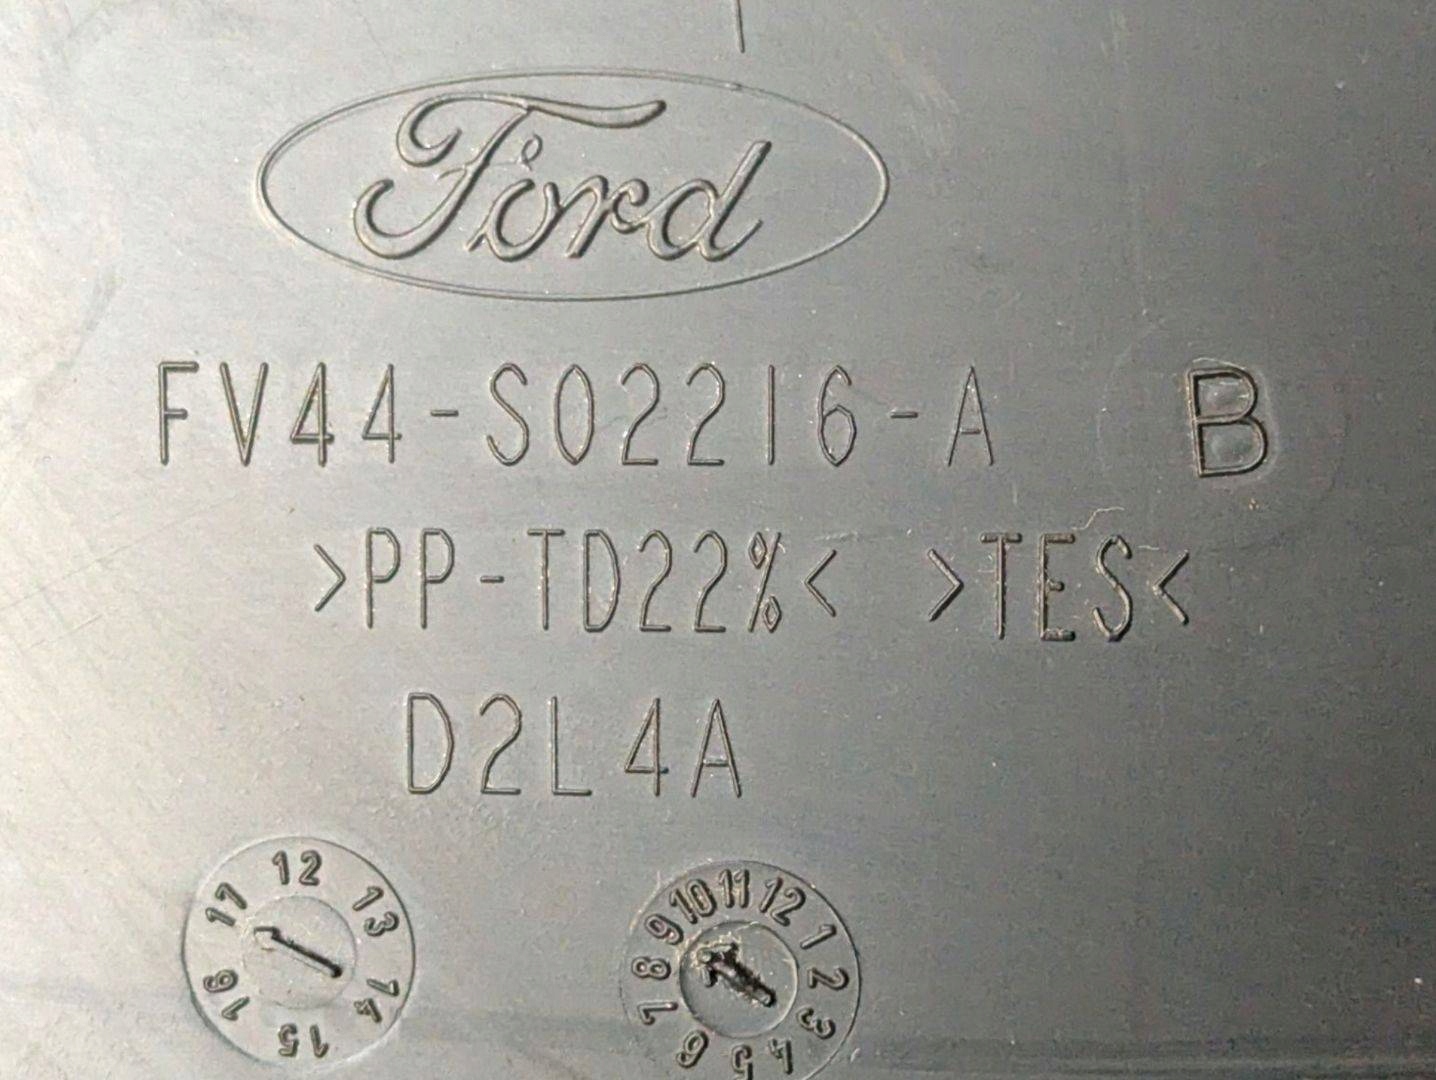 Ford
FV44-S02216-A B
>PP-TD22%< >TES<
D2L4A
12 13 14 15 16 17
10 11 12 1 2 3 4 5 6 7 8 9